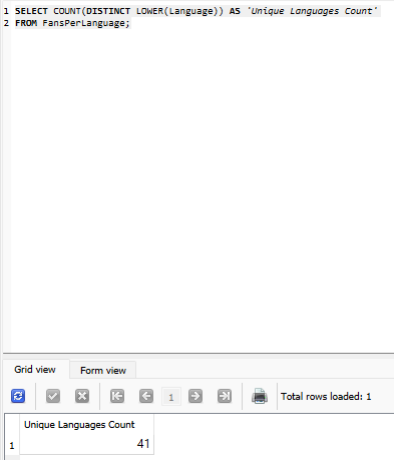 1 SELECT COUNT(DISTINCT LOWER(Language)) AS 'Unique Languages Count'
2 FROM FansPerLanguage;
Grid view Form view
1 Total rows loaded: 1
Unique Languages Count
1 41